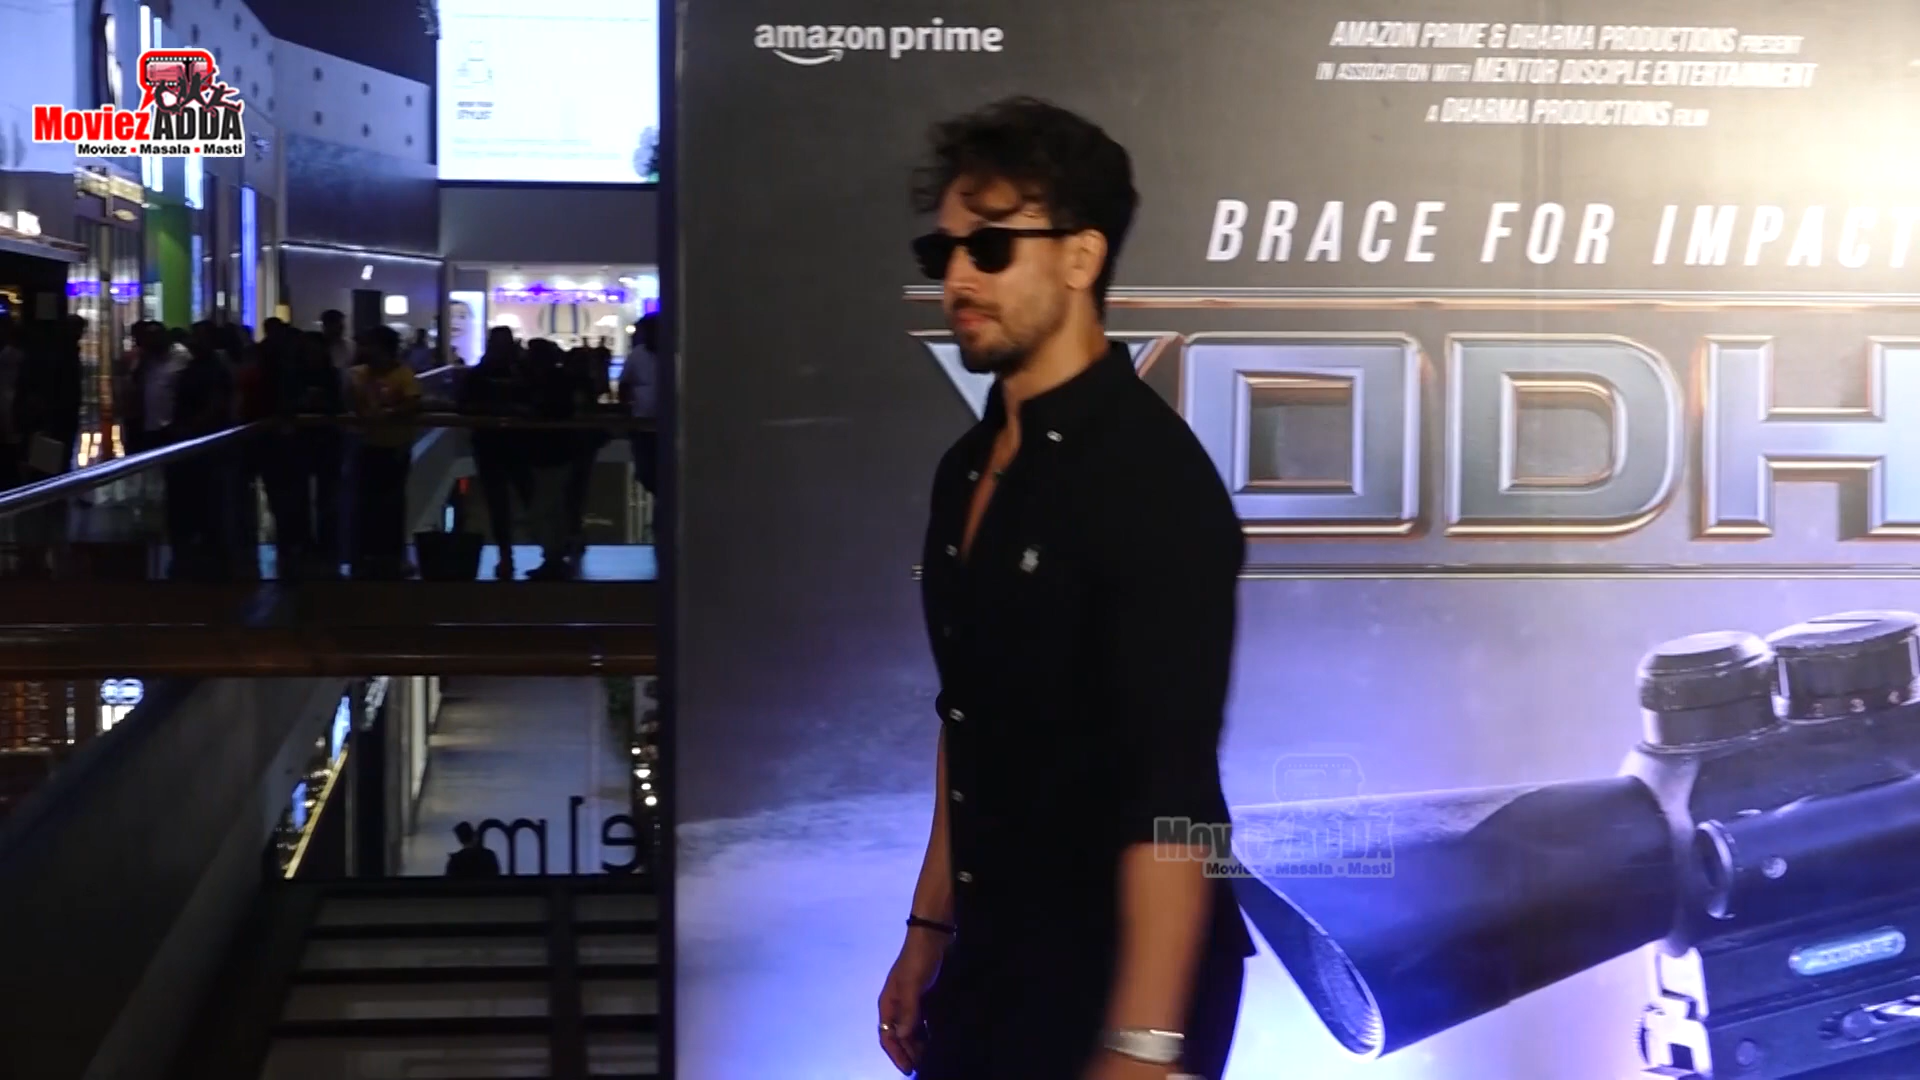 amazon prime
AMAZON PRIME & DHARMA PRODUCTIONS PRESENT
IN ASSOCIATION WITH MENTOR DISCIPLE ENTERTAINMENT
A DHARMA PRODUCTIONS FILM
MoviezADDA
Moviez ▪ Masala ▪ Masti
BRACE FOR IMPACT
YODH
MoviezADDA
Moviez ▪ Masala ▪ Masti
ACCURATE